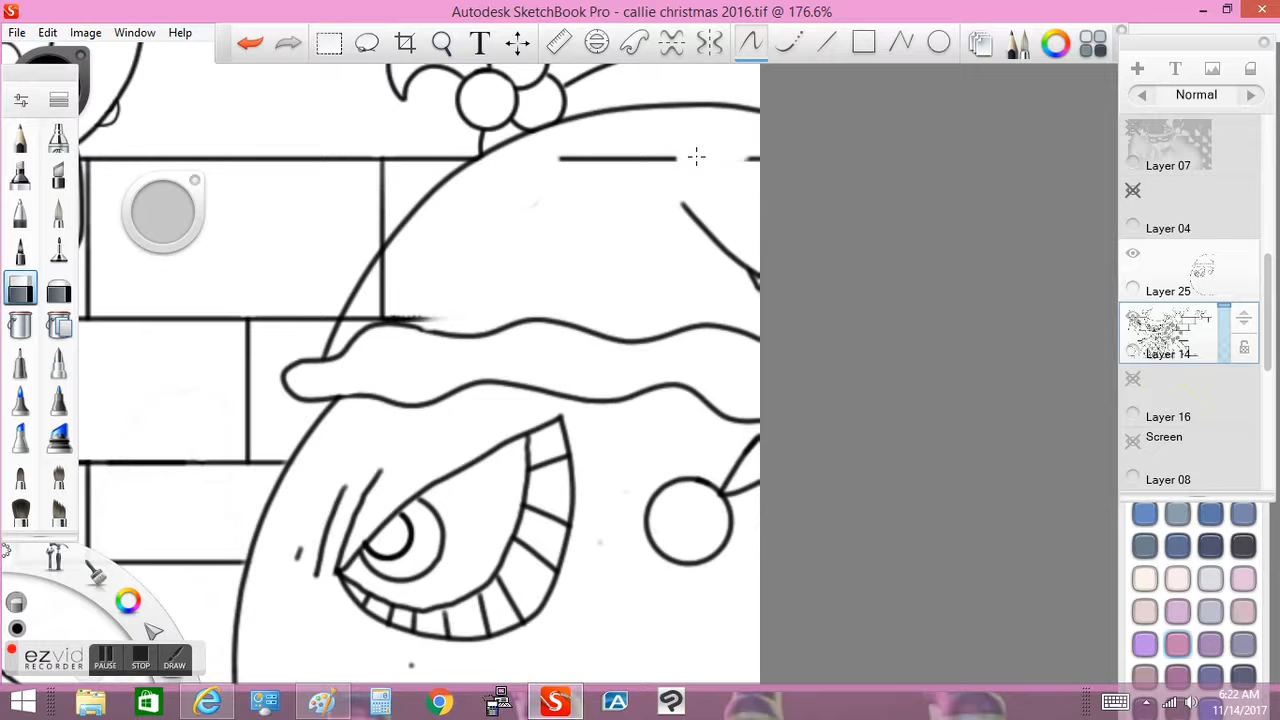 Autodesk SketchBook Pro - callie christmas 2016.tif @ 176.6%
File Edit Image Window Help
T
T
Normal
Layer 07
Layer 04
Layer 25
Layer 14
Layer 16
Screen
Layer 08
ezvid
RECORDER
PAUSE STOP DRAW
6:22 AM
11/14/2017